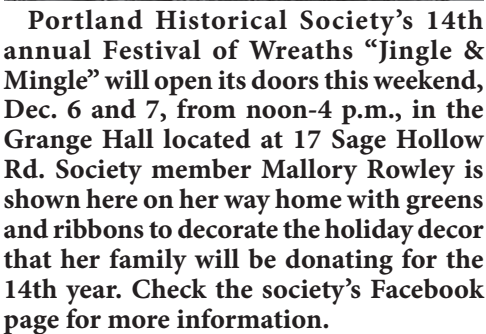 Portland Historical Society’s 14th
annual Festival of Wreaths “Jingle &
Mingle” will open its doors this weekend,
Dec. 6 and 7, from noon-4 p.m., in the
Grange Hall located at 17 Sage Hollow
Rd. Society member Mallory Rowley is
shown here on her way home with greens
and ribbons to decorate the holiday decor
that her family will be donating for the
14th year. Check the society’s Facebook
page for more information.